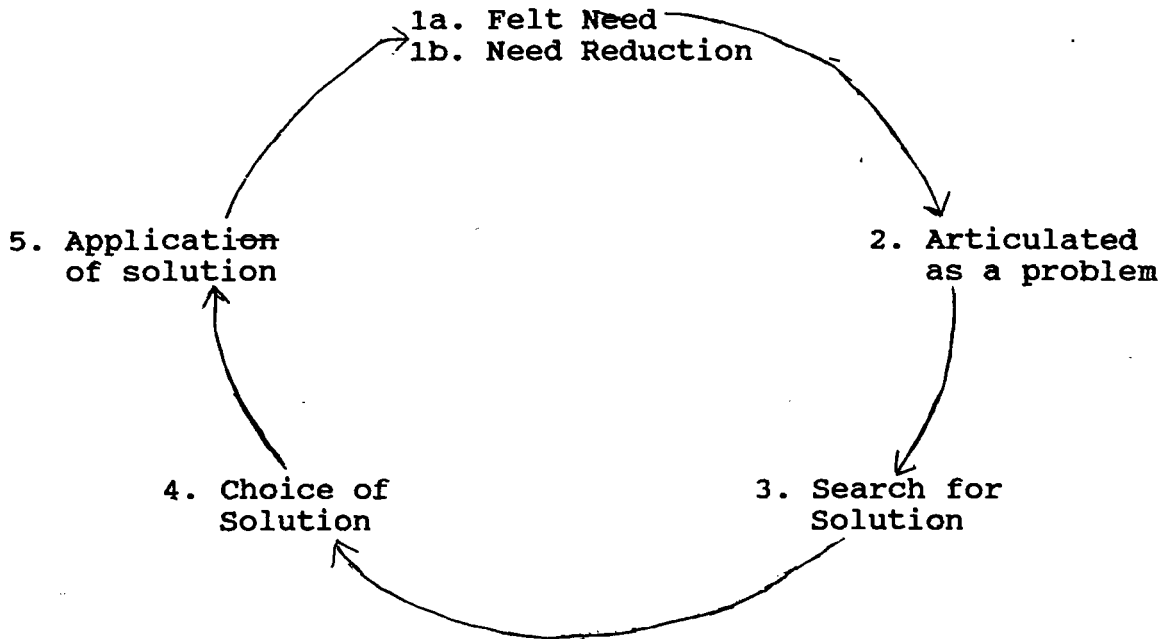 1a. Felt Need
1b. Need Reduction
2. Articulated
as a problem
3. Search for
Solution
4. Choice of
Solution
5. Application
of solution